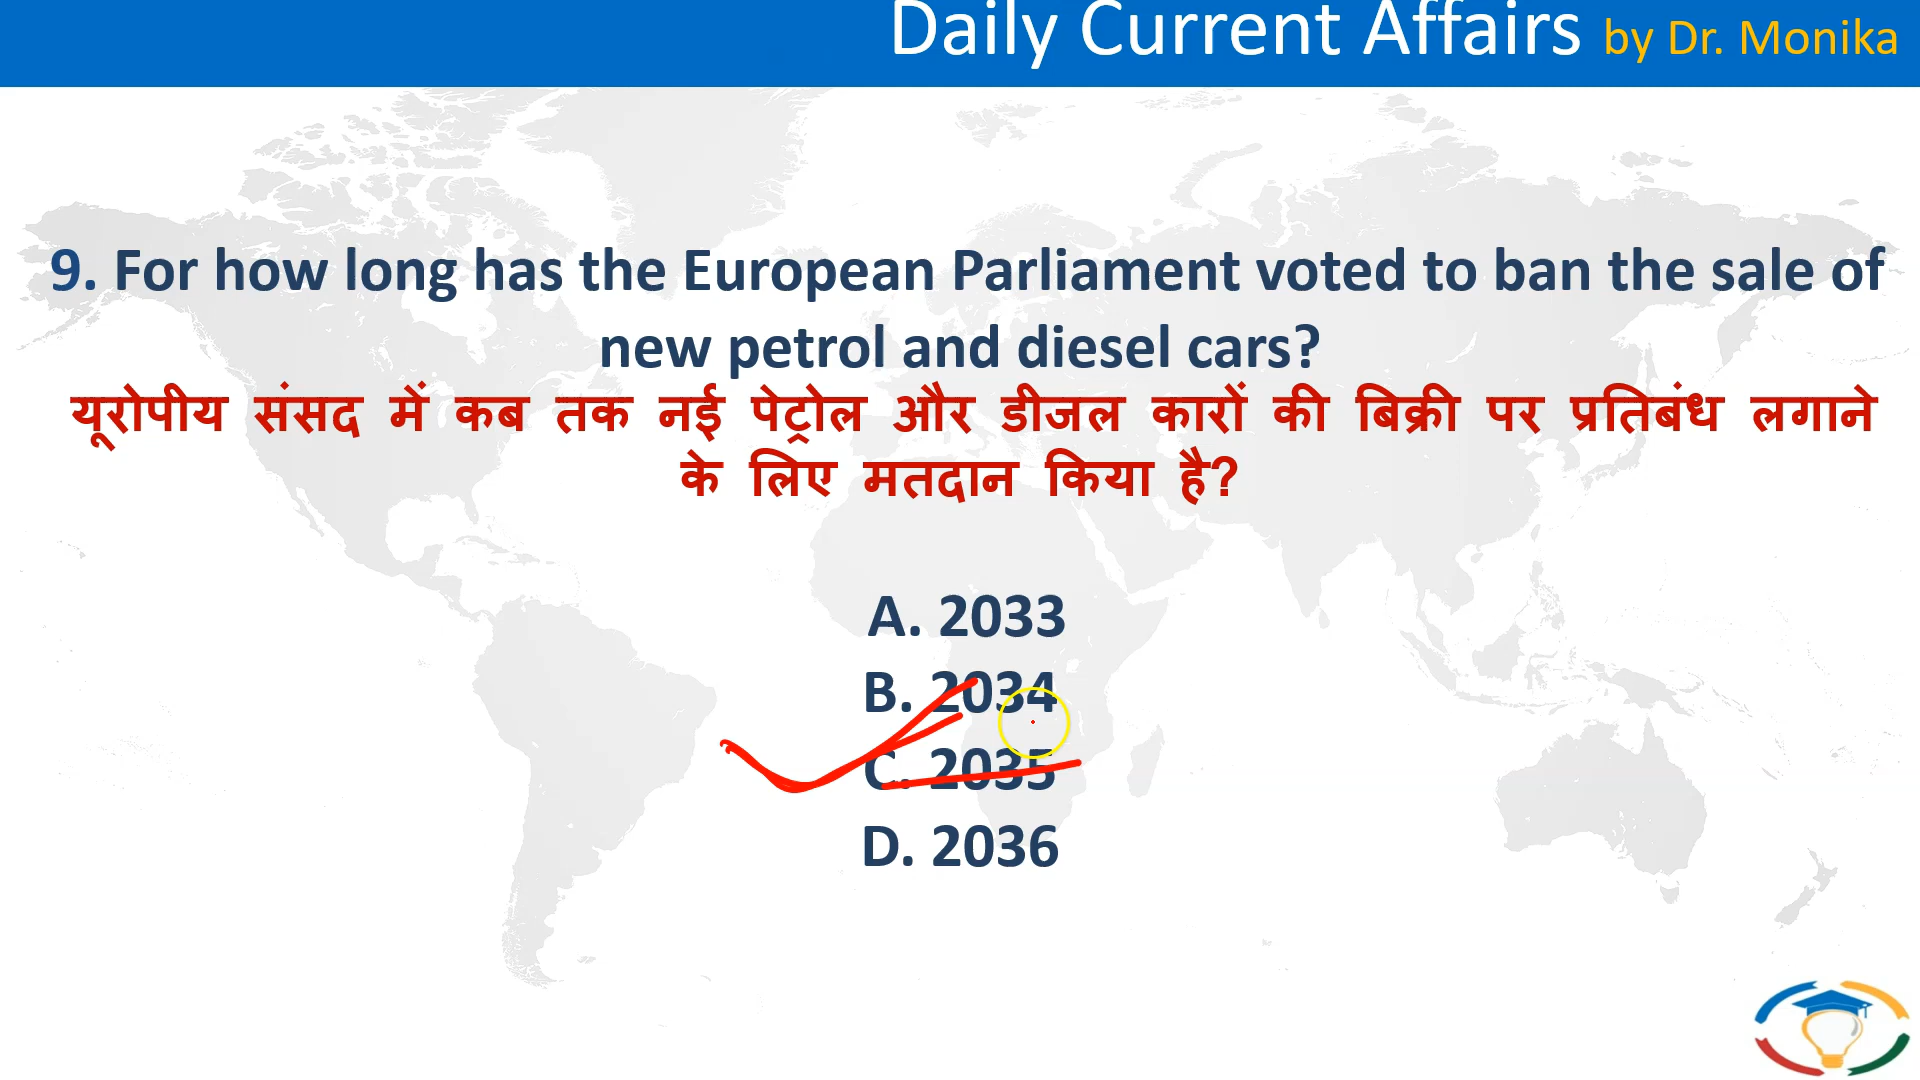 Daily Current Affairs by Dr. Monika
9. For how long has the European Parliament voted to ban the sale of
new petrol and diesel cars?
यूरोपीय संसद में कब तक नई पेट्रोल और डीजल कारों की बिक्री पर प्रतिबंध लगाने
के लिए मतदान किया है?
A. 2033
B. 2034
C. 2035
D. 2036